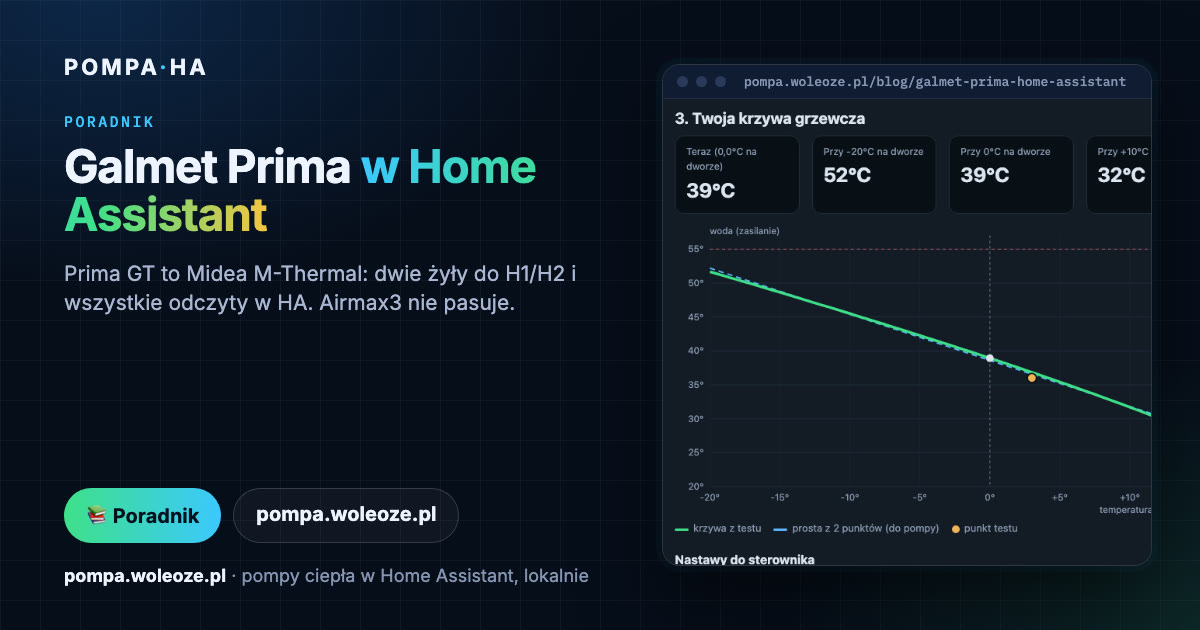 POMPA·HA
PORADNIK
Galmet Prima w Home
Assistant
Prima GT to Midea M-Thermal: dwie żyły do H1/H2 i
wszystkie odczyty w HA. Airmax3 nie pasuje.
Poradnik
pompa.woleoze.pl
pompa.woleoze.pl · pompy ciepła w Home Assistant, lokalnie
pompa.woleoze.pl/blog/galmet-prima-home-assistant
3. Twoja krzywa grzewcza
Teraz (0,0°C na
dworze)
39°C
Przy -20°C na dworze
52°C
Przy 0°C na dworze
39°C
Przy +10°C
32°C
woda (zasilanie)
55°
50°
45°
40°
35°
30°
25°
20°
-20° -15° -10° -5° 0° +5° +10°
temperatura
krzywa z testu prosta z 2 punktów (do pompy) punkt testu
Nastawy do sterownika